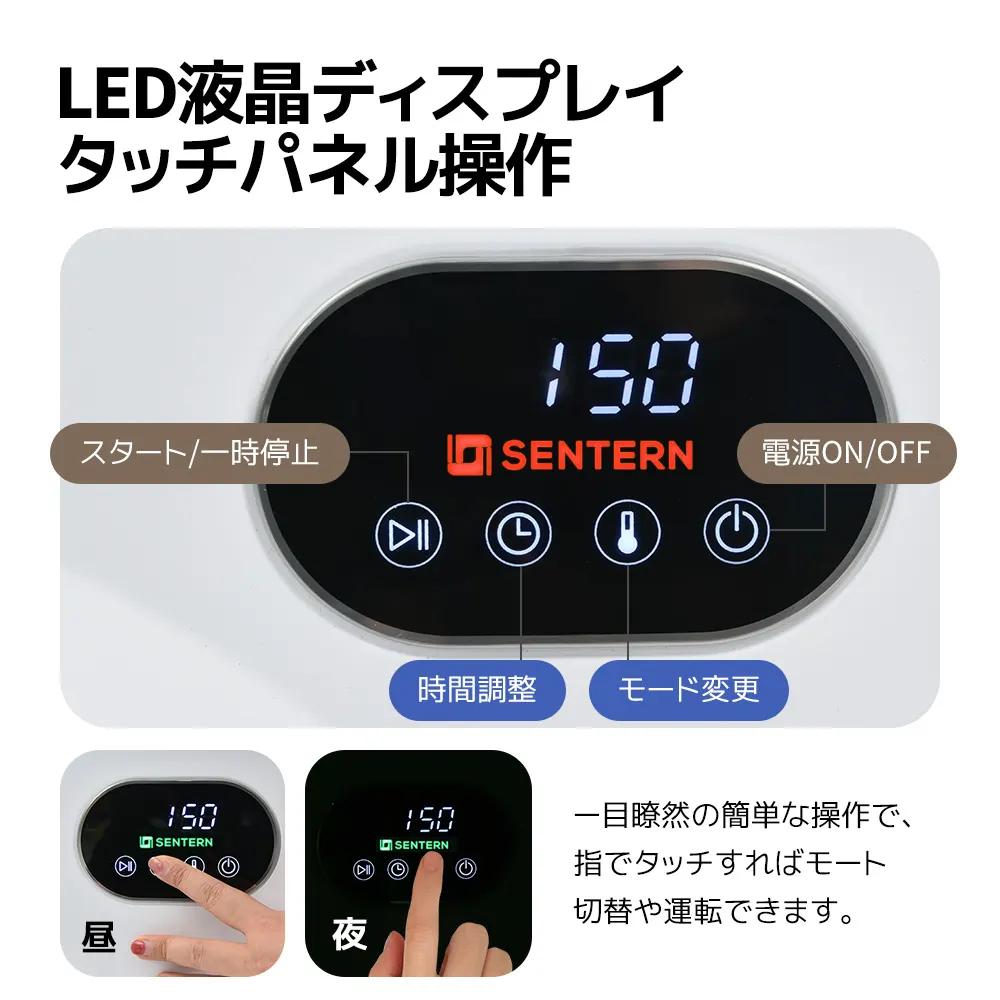 LED液晶ディスプレイ
タッチパネル操作
150
スタート/一時停止
SENTERN
電源ON/OFF
時間調整
モード変更
150
SENTERN
昼
150
SENTERN
夜
一目瞭然の簡単な操作で、
指でタッチすればモート
切替や運転できます。